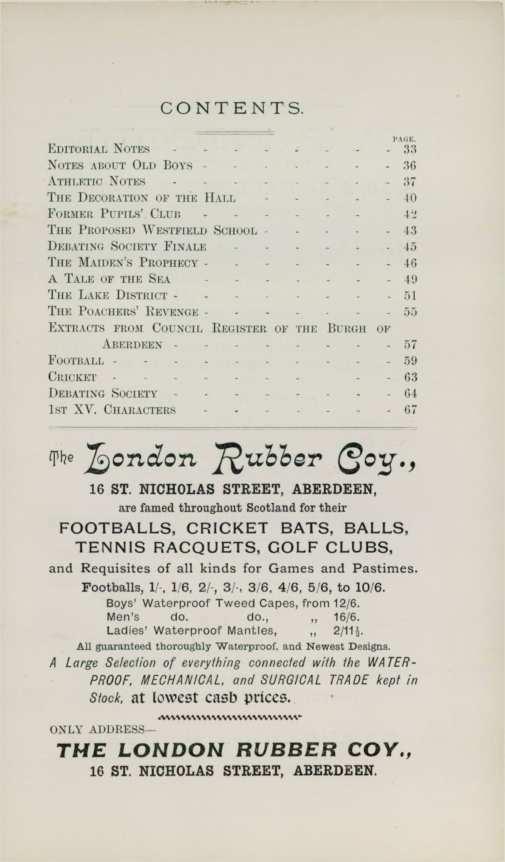 CONTENTS.
PAGE.
EDITORIAL NOTES - - - - - - - - 33
NOTES ABOUT OLD BOYS - - - - - - - 36
ATHLETIC NOTES - - - - - - - - 37
THE DECORATION OF THE HALL - - - - - 40
FORMER PUPILS' CLUB - - - - - - 42
THE PROPOSED WESTFIELD SCHOOL - - - - - 43
DEBATING SOCIETY FINALE - - - - - - 45
THE MAIDEN'S PROPHECY - - - - - - - 46
A TALE OF THE SEA - - - - - - - 49
THE LAKE DISTRICT - - - - - - - - 51
THE POACHERS' REVENGE - - - - - - - 55
EXTRACTS FROM COUNCIL REGISTER OF THE BURGH OF
ABERDEEN - - - - - - - - 57
FOOTBALL - - - - - - - - - - 59
CRICKET - - - - - - - - - 63
DEBATING SOCIETY - - - - - - - - 64
1ST XV. CHARACTERS - - - - - - - 67
The London Rubber Coy.,
16 ST. NICHOLAS STREET, ABERDEEN,
are famed throughout Scotland for their
FOOTBALLS, CRICKET BATS, BALLS,
TENNIS RACQUETS, GOLF CLUBS,
and Requisites of all kinds for Games and Pastimes.
Footballs, 1/-, 1/6, 2/-, 3/-, 3/6, 4/6, 5/6, to 10/6.
Boys' Waterproof Tweed Capes, from 12/6.
Men's do. do., ,, 16/6.
Ladies' Waterproof Mantles, ,, 2/11½.
All guaranteed thoroughly Waterproof, and Newest Designs.
A Large Selection of everything connected with the WATER-
PROOF, MECHANICAL, and SURGICAL TRADE kept in
Stock, at lowest cash prices.
ONLY ADDRESS—
THE LONDON RUBBER COY.,
16 ST. NICHOLAS STREET, ABERDEEN.